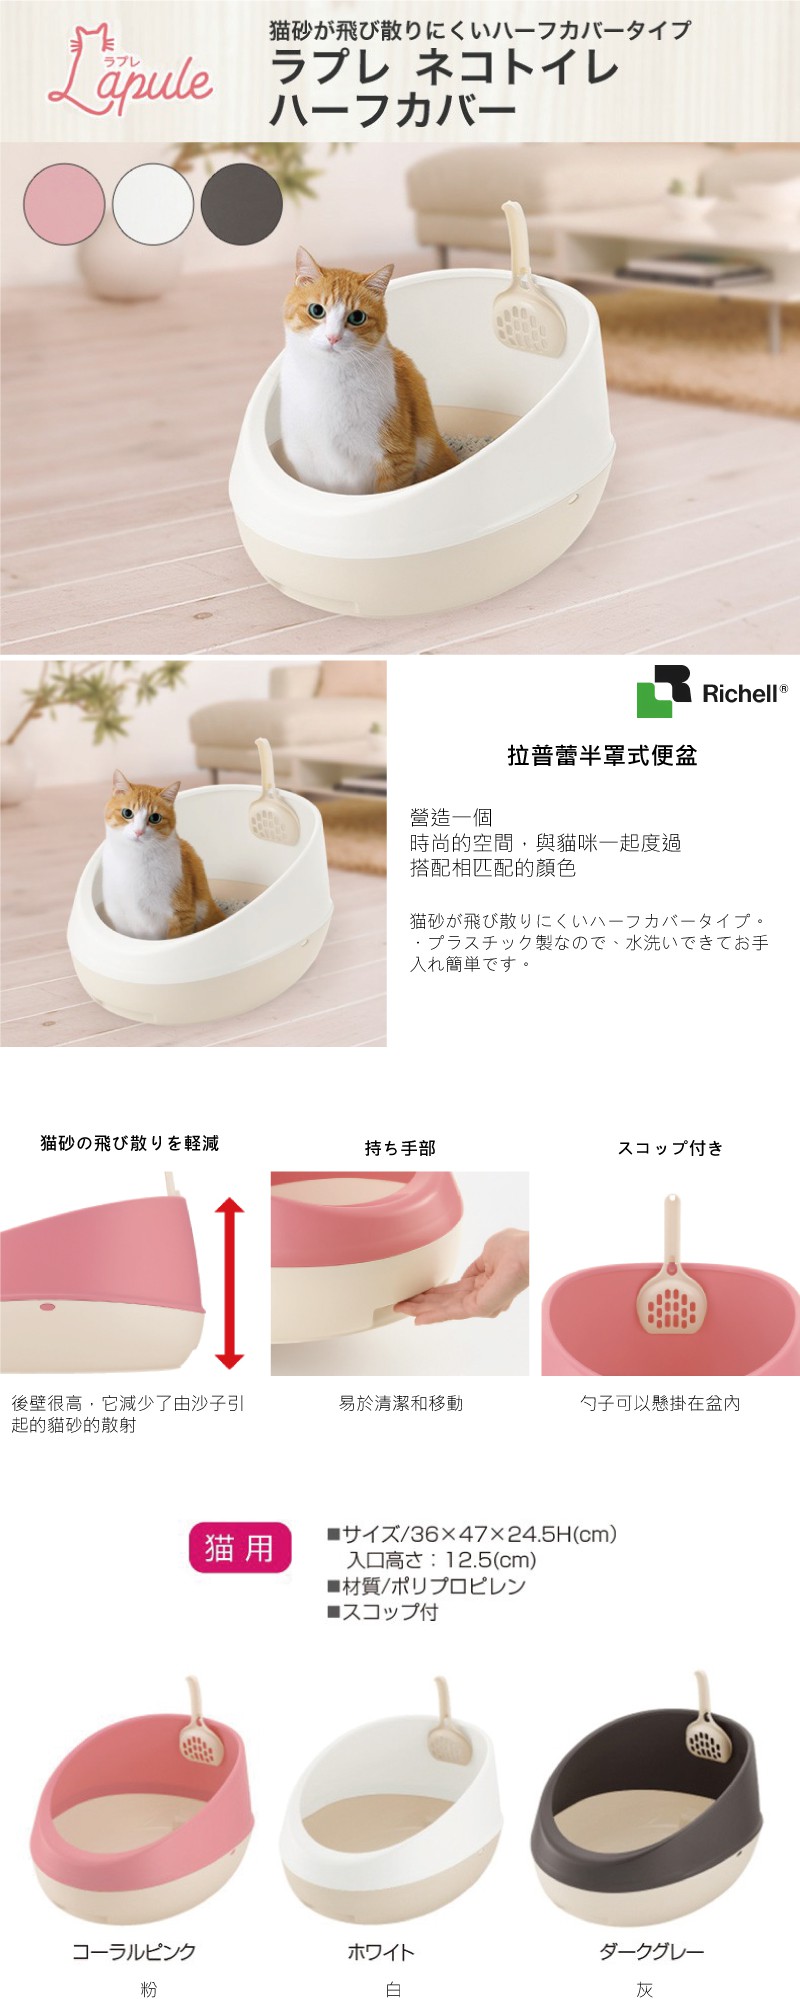 ラプレ
Lapule
猫砂が飛び散りにくいハーフカバータイプ
ラプレ ネコトイレ
ハーフカバー
Richell®
拉普蕾半罩式便盆
營造一個
時尚的空間，與貓咪一起度過
搭配相匹配的顏色
猫砂が飛び散りにくいハーフカバータイプ。
・プラスチック製なので、水洗いできてお手
入れ簡単です。
猫砂の飛び散りを軽減
持ち手部
スコップ付き
後壁很高，它減少了由沙子引
起的貓砂的散射
易於清潔和移動
勺子可以懸掛在盆內
猫用
■サイズ/36×47×24.5H(cm)
入口高さ：12.5(cm)
■材質/ポリプロピレン
■スコップ付
コーラルピンク
ホワイト
ダークグレー
粉
白
灰